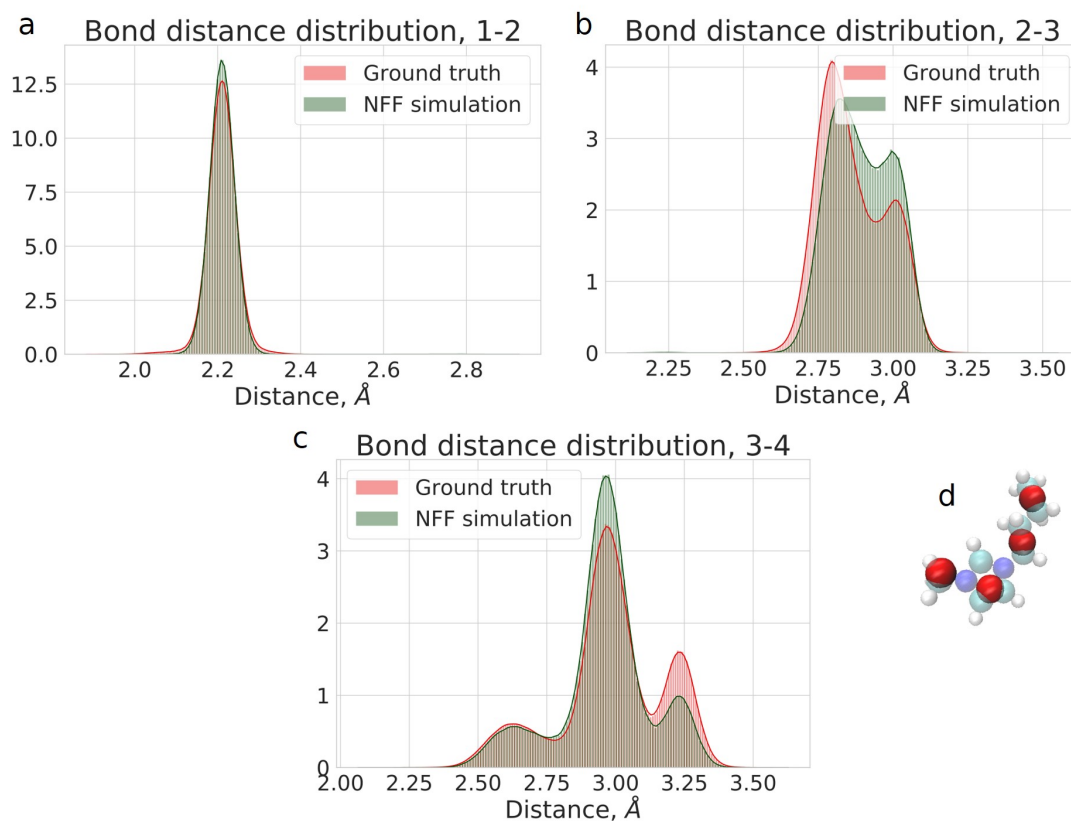 a
Bond distance distribution, 1-2
Ground truth
NFF simulation
12.5
10.0
7.5
5.0
2.5
0.0
2.0 2.2 2.4 2.6 2.8
Distance, Å
b
Bond distance distribution, 2-3
Ground truth
NFF simulation
4
3
2
1
0
2.25 2.50 2.75 3.00 3.25 3.50
Distance, Å
c
Bond distance distribution, 3-4
Ground truth
NFF simulation
4
3
2
1
0
2.00 2.25 2.50 2.75 3.00 3.25 3.50
Distance, Å
d